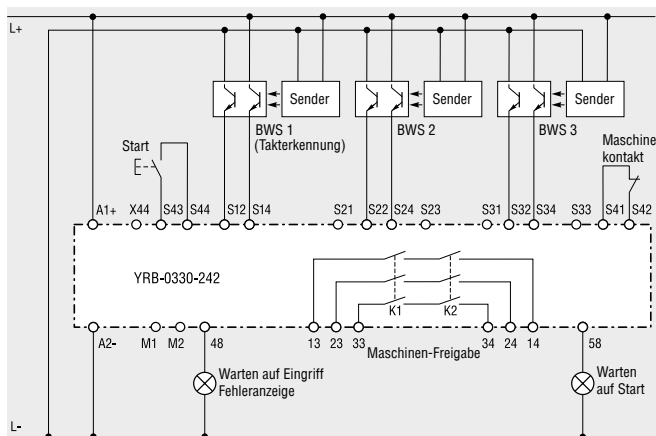 L+
Sender
Sender
Sender
BWS 1
(Takterkennung)
BWS 2
BWS 3
Start
Maschine
kontakt
A1+
X44
S43
S44
S12
S14
S21
S22
S24
S23
S31
S32
S34
S33
S41
S42
YRB-0330-242
K1
K2
A2-
M1
M2
48
13
23
33
Maschinen-Freigabe
34
24
14
58
Warten auf Eingriff
Fehleranzeige
Warten
auf Start
L-